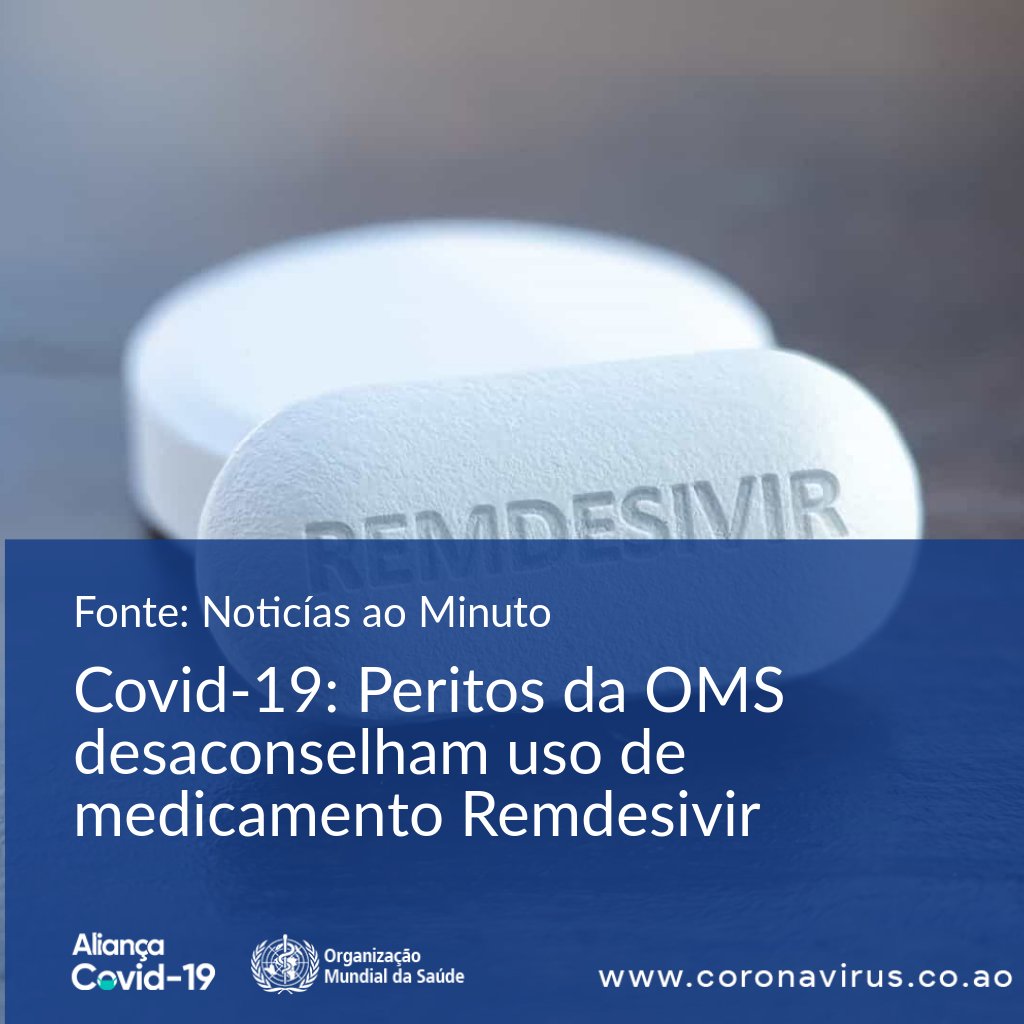 REMDESIVIR
Fonte: Noticías ao Minuto
Covid-19: Peritos da OMS
desaconselham uso de
medicamento Remdesivir
Aliança
Covid-19
Organização
Mundial da Saúde
www.coronavirus.co.ao